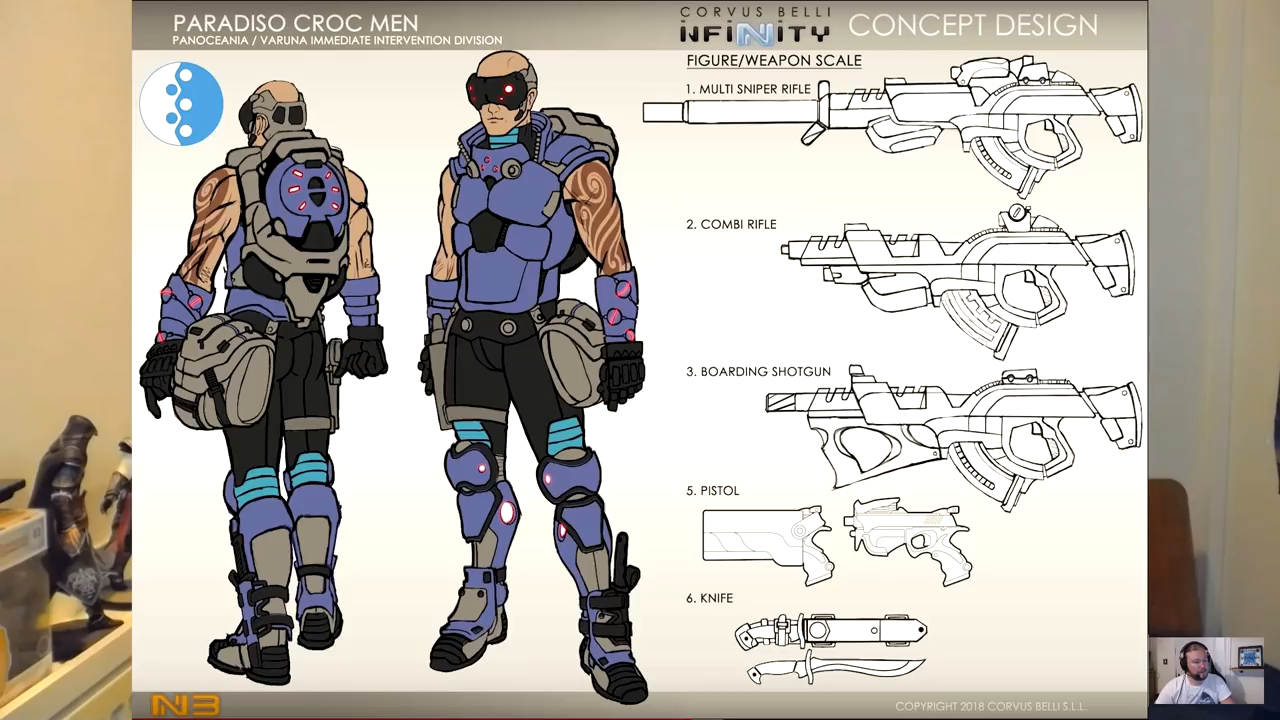 PARADISO CROC MEN
PANOCEANIA / VARUNA IMMEDIATE INTERVENTION DIVISION
CORVUS BELLI
INFINITY
CONCEPT DESIGN
FIGURE/WEAPON SCALE
1. MULTI SNIPER RIFLE
2. COMBI RIFLE
3. BOARDING SHOTGUN
5. PISTOL
6. KNIFE
N3
COPYRIGHT 2018 CORVUS BELLI S.L.L.